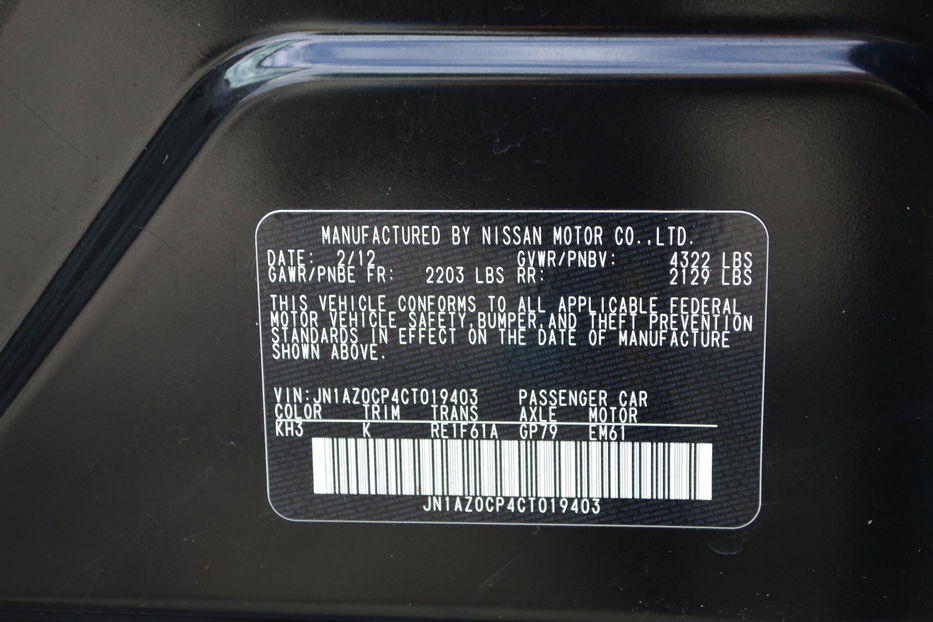 MANUFACTURED BY NISSAN MOTOR CO.,LTD.
DATE: 2/12 GVWR/PNBV: 4322 LBS
GAWR/PNBE FR: 2203 LBS RR: 2129 LBS
THIS VEHICLE CONFORMS TO ALL APPLICABLE FEDERAL
MOTOR VEHICLE SAFETY,BUMPER,AND THEFT PREVENTION
STANDARDS IN EFFECT ON THE DATE OF MANUFACTURE
SHOWN ABOVE.
VIN:JN1AZ0CP4CT019403 PASSENGER CAR
COLOR TRIM TRANS AXLE MOTOR
KH3 K RE1F61A GP79 EM61
JN1AZ0CP4CT019403